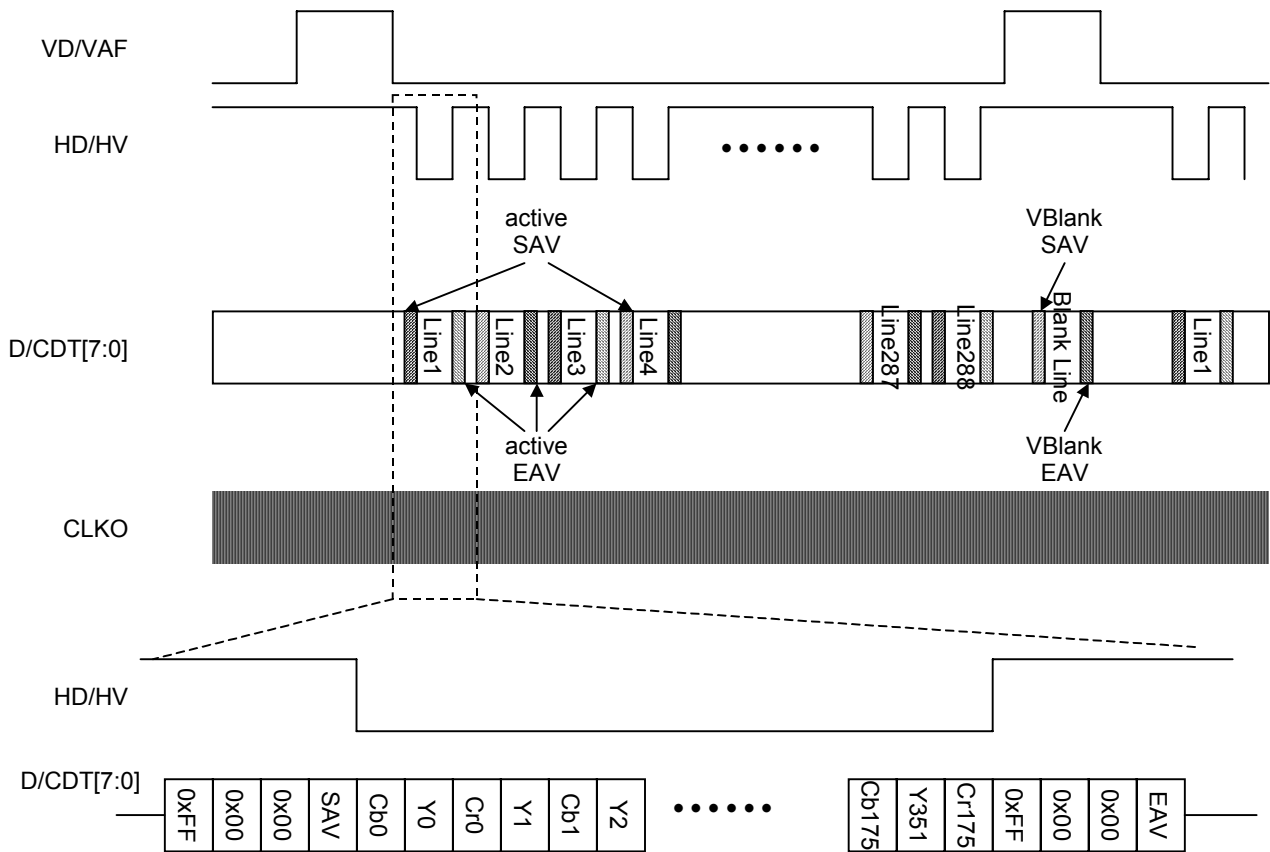 VD/VAF
HD/HV
active
SAV
VBlank
SAV
D/CDT[7:0]
Line1
Line2
Line3
Line4
Line287
Line288
Blank Line
Line1
active
EAV
VBlank
EAV
CLKO
HD/HV
D/CDT[7:0]
0xFF
0x00
0x00
SAV
Cb0
Y0
Cr0
Y1
Cb1
Y2
Cb175
Y351
Cr175
0xFF
0x00
0x00
EAV